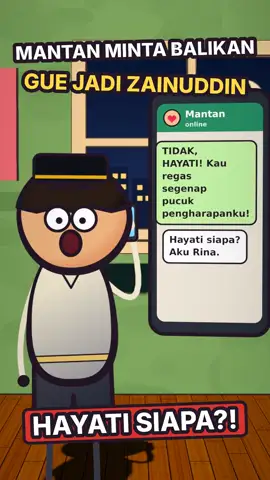 MANTAN MINTA BALIKAN
GUE JADI ZAINUDDIN
Mantan
online
TIDAK,
HAYATI! Kau
regas
segenap
pucuk
pengharapanku!
Hayati siapa?
Aku Rina.
HAYATI SIAPA?!